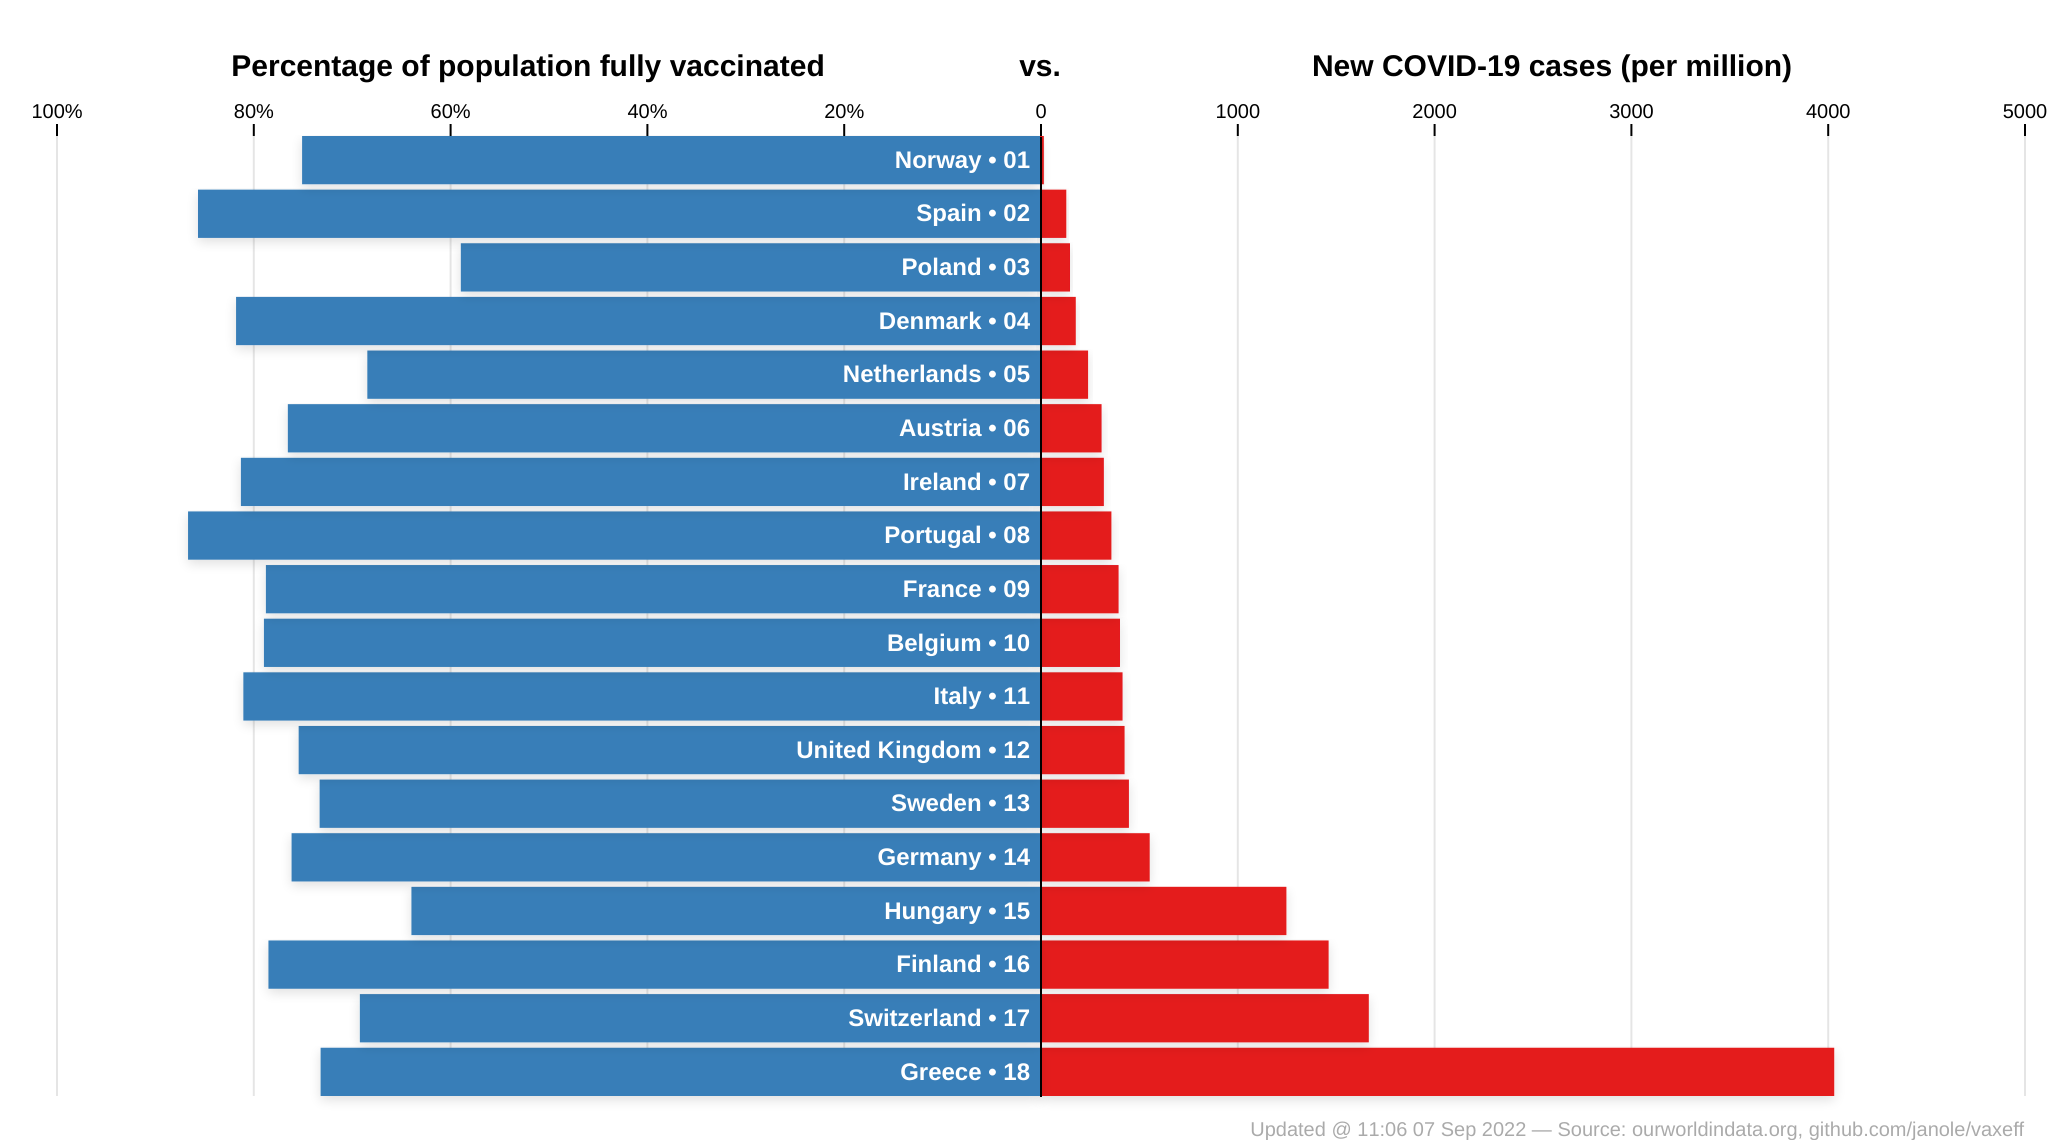 Percentage of population fully vaccinated vs. New COVID-19 cases (per million)
100% 80% 60% 40% 20% 0 1000 2000 3000 4000 5000
Norway • 01
Spain • 02
Poland • 03
Denmark • 04
Netherlands • 05
Austria • 06
Ireland • 07
Portugal • 08
France • 09
Belgium • 10
Italy • 11
United Kingdom • 12
Sweden • 13
Germany • 14
Hungary • 15
Finland • 16
Switzerland • 17
Greece • 18
Updated @ 11:06 07 Sep 2022 — Source: ourworldindata.org, github.com/janole/vaxeff